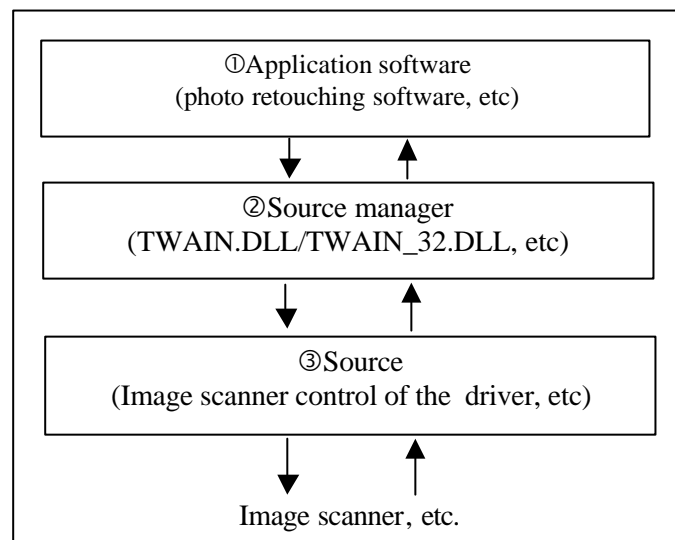 ①Application software
(photo retouching software, etc)
②Source manager
(TWAIN.DLL/TWAIN_32.DLL, etc)
③Source
(Image scanner control of the driver, etc)
Image scanner, etc.